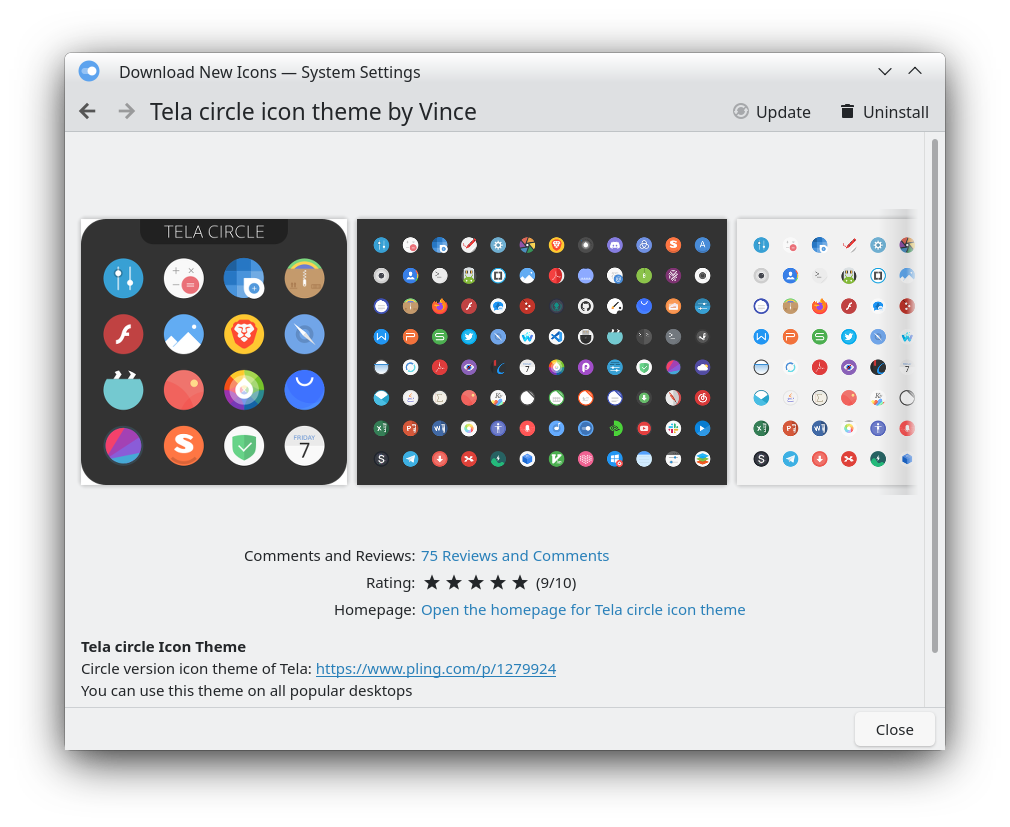 Download New Icons — System Settings
Tela circle icon theme by Vince
Update
Uninstall
TELA CIRCLE
FRIDAY
7
Comments and Reviews: 75 Reviews and Comments
Rating: (9/10)
Homepage: Open the homepage for Tela circle icon theme
Tela circle Icon Theme
Circle version icon theme of Tela: https://www.pling.com/p/1279924
You can use this theme on all popular desktops
Close